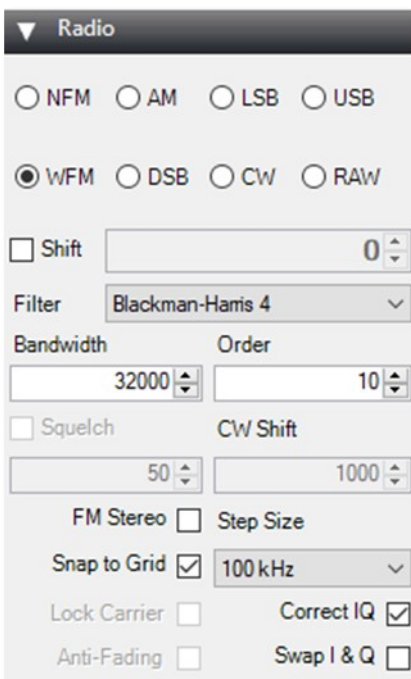 Radio
NFM AM LSB USB
WFM DSB CW RAW
Shift 0
Filter Blackman-Harris 4
Bandwidth Order
32000 10
Squelch CW Shift
50 1000
FM Stereo Step Size
Snap to Grid 100 kHz
Lock Carrier Correct IQ
Anti-Fading Swap I & Q